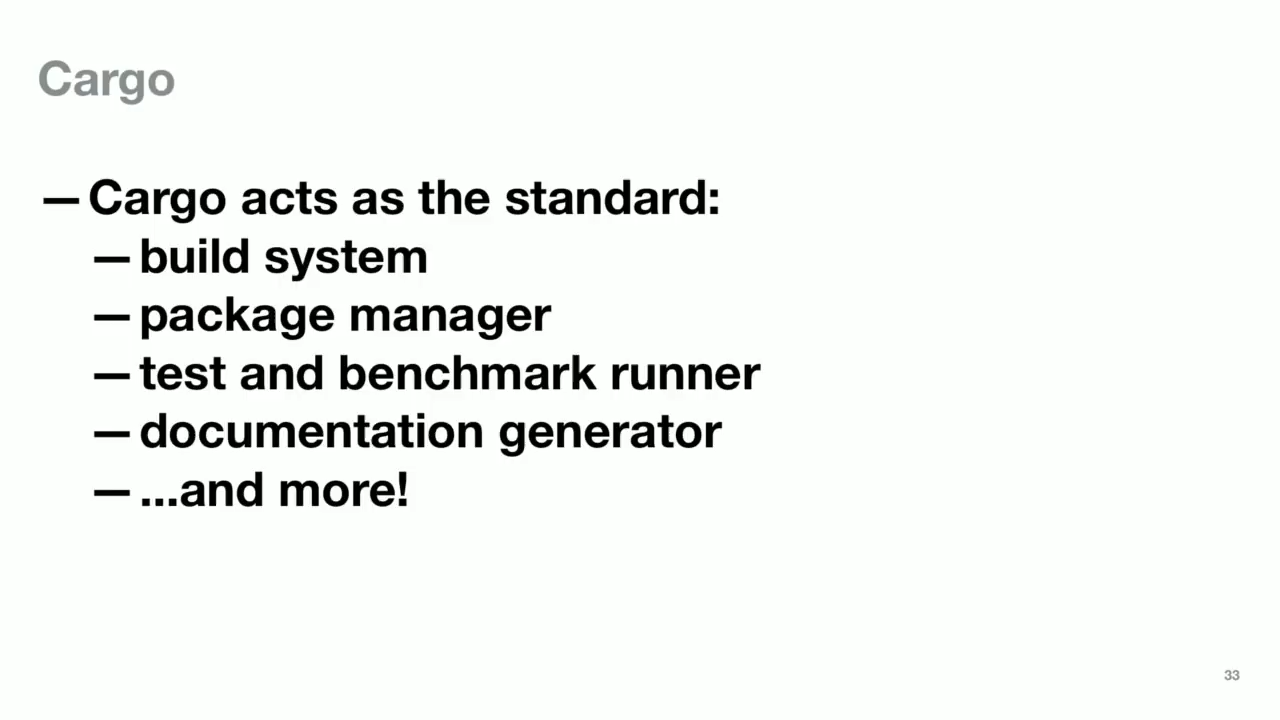 Cargo
— Cargo acts as the standard:
— build system
— package manager
— test and benchmark runner
— documentation generator
— ...and more!
33